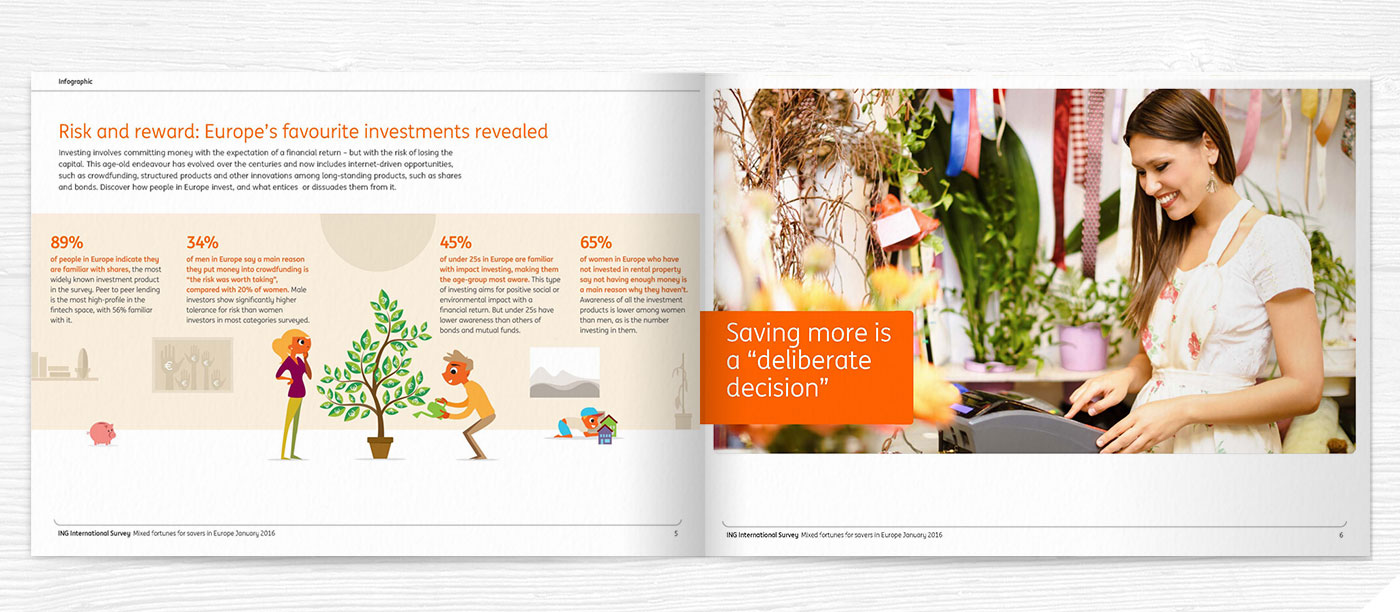 Infographic
Risk and reward: Europe's favourite investments revealed
Investing involves committing money with the expectation of a financial return – but with the risk of losing the
capital. This age-old endeavour has evolved over the centuries and now includes internet-driven opportunities,
such as crowdfunding, structured products and other innovations among long-standing products, such as shares
and bonds. Discover how people in Europe invest, and what entices or dissuades them from it.
89%
of people in Europe indicate they
are familiar with shares, the most
widely known investment product
in the survey. Peer to peer lending
is the most high-profile in the
fintech space, with 56% familiar
with it.
34%
of men in Europe say a main reason
they put money into crowdfunding is
"the risk was worth taking",
compared with 20% of women. Male
investors show significantly higher
tolerance for risk than women
investors in most categories surveyed.
45%
of under 25s in Europe are familiar
with impact investing, making them
the age-group most aware. This type
of investing aims for positive social or
environmental impact with a
financial return. But under 25s have
lower awareness than others of
bonds and mutual funds.
65%
of women in Europe who have
not invested in rental property
say not having enough money is
a main reason why they haven't.
Awareness of all the investment
products is lower among women
than men, as is the number
investing in them.
€
ING International Survey Mixed fortunes for savers in Europe January 2016
5
Saving more is
a "deliberate
decision"
ING International Survey Mixed fortunes for savers in Europe January 2016
6